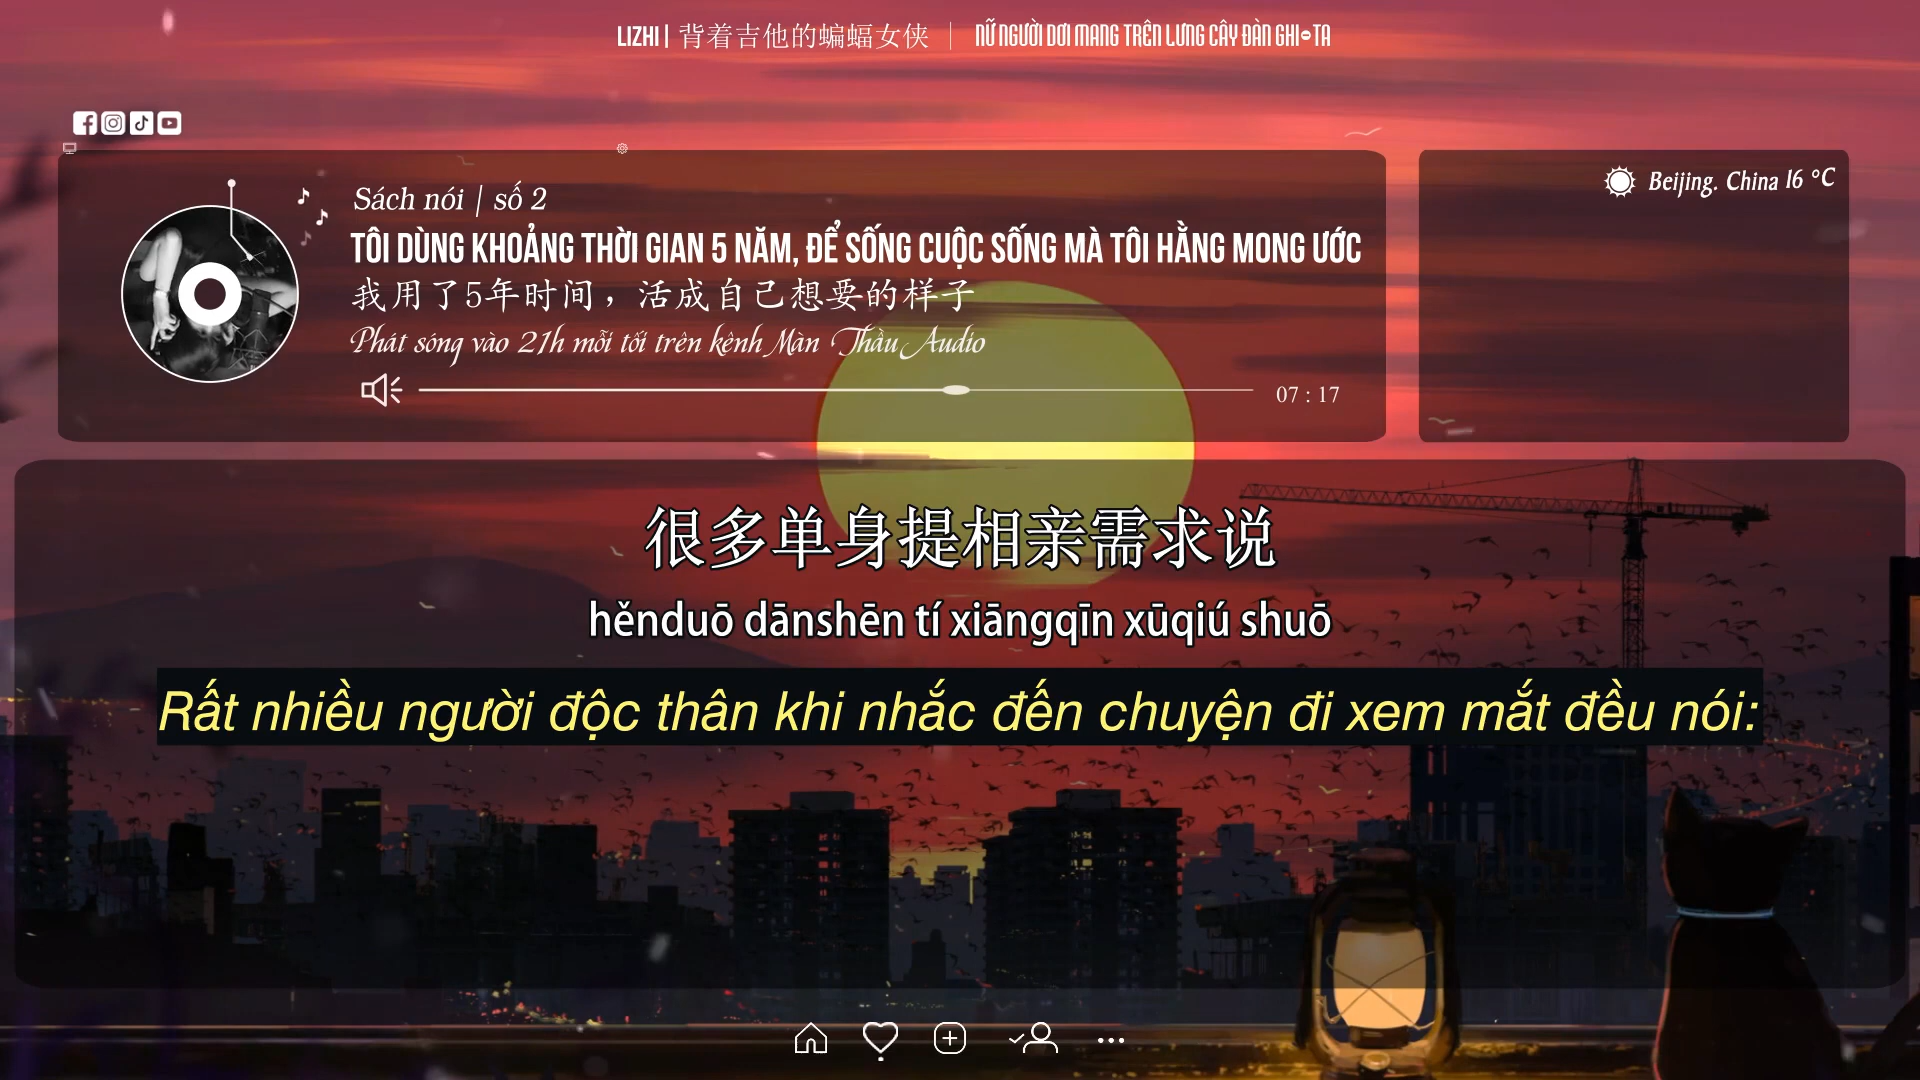 LIZHI | 背着吉他的蝙蝠女侠 | NỮ NGƯỜI DƠI MANG TRÊN LƯNG CÂY ĐÀN GHI-TA
Sách nói | số 2
TÔI DÙNG KHOẢNG THỜI GIAN 5 NĂM, ĐỂ SỐNG CUỘC SỐNG MÀ TÔI HẰNG MONG ƯỚC
我用了5年时间，活成自己想要的样子
Phát sóng vào 21h mỗi tối trên kênh Màn Thầu Audio
07 : 17
Beijing. China 16 °C
很多单身提相亲需求说
hěnduō dānshēn tí xiāngqīn xūqiú shuō
Rất nhiều người độc thân khi nhắc đến chuyện đi xem mắt đều nói: